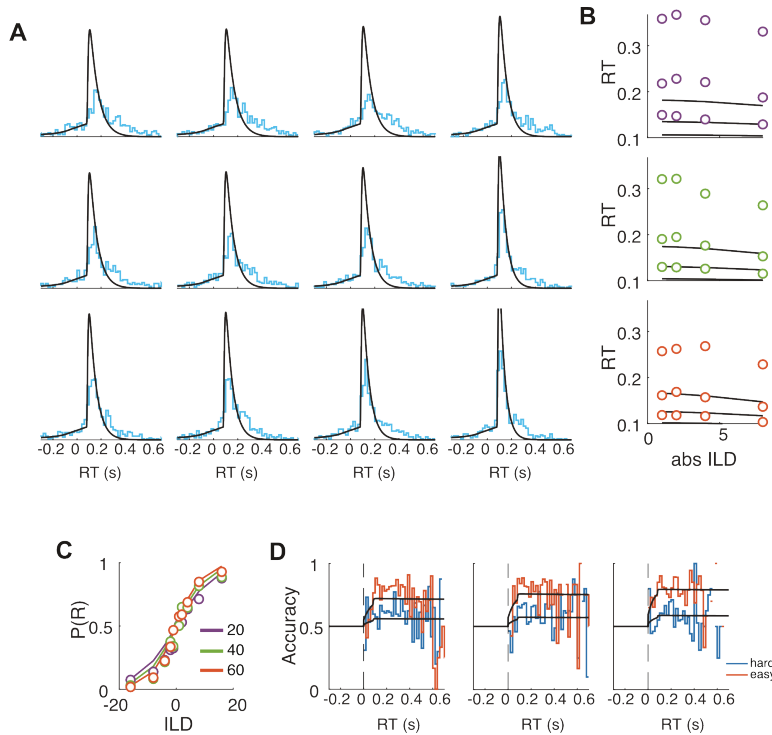 A
B
0.3
RT
0.2
0.1
0.3
RT
0.2
0.1
0.3
RT
0.2
0.1
0 5
abs ILD
-0.2 0 0.2 0.4 0.6 -0.2 0 0.2 0.4 0.6 -0.2 0 0.2 0.4 0.6 -0.2 0 0.2 0.4 0.6
RT (s) RT (s) RT (s) RT (s)
C
1
P(R)
0.5
0
20
40
60
-20 0 20
ILD
D
1
Accuracy
0.5
0
hard
easy
-0.2 0 0.2 0.4 0.6 -0.2 0 0.2 0.4 0.6 -0.2 0 0.2 0.4 0.6
RT (s) RT (s) RT (s)